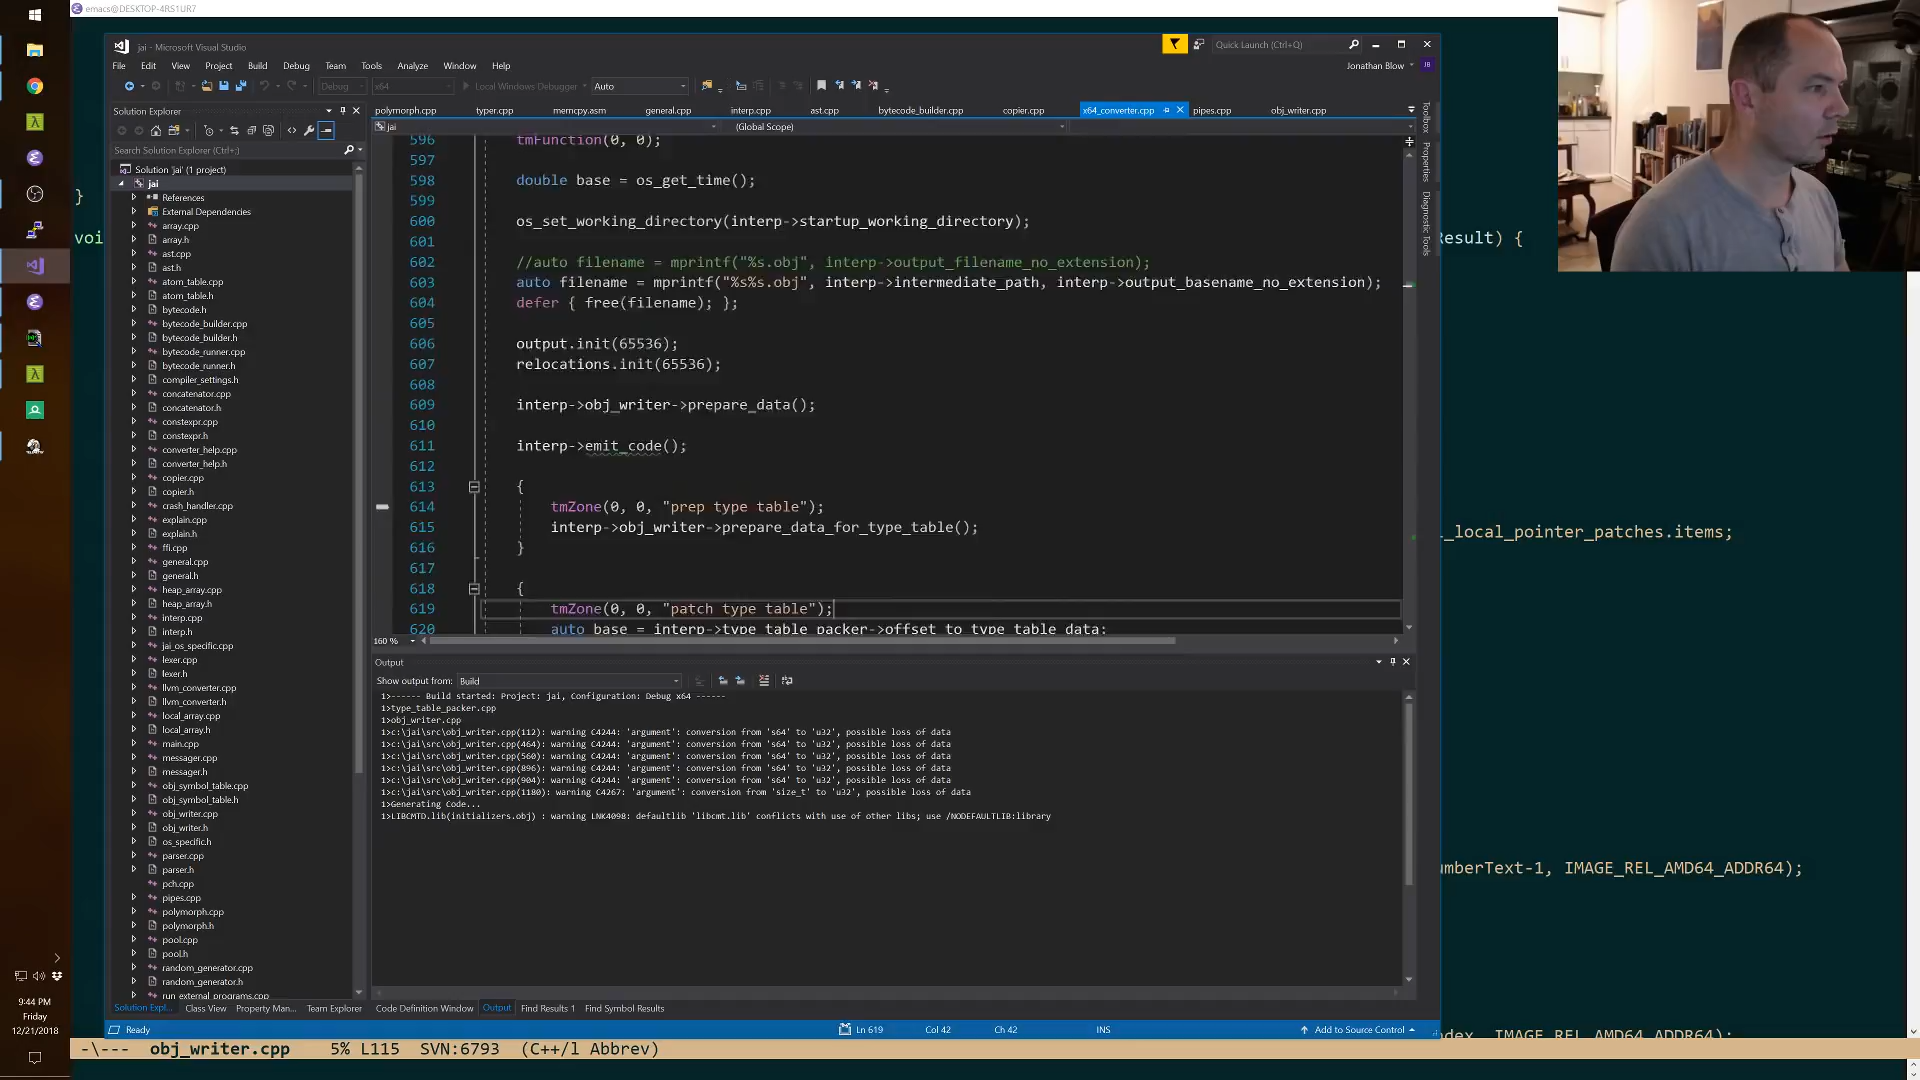 emacs@DESKTOP-4RS1UR7
jai - Microsoft Visual Studio
Quick Launch (Ctrl+Q)
File Edit View Project Build Debug Team Tools Analyze Window Help
Jonathan Blow JB
Debug x64 Local Windows Debugger Auto
Solution Explorer
Search Solution Explorer (Ctrl+;)
Solution 'jai' (1 project)
jai
References
External Dependencies
array.cpp
array.h
ast.cpp
ast.h
atom_table.cpp
atom_table.h
bytecode.h
bytecode_builder.cpp
bytecode_builder.h
bytecode_runner.cpp
bytecode_runner.h
compiler_settings.h
concatenator.cpp
concatenator.h
constexpr.cpp
constexpr.h
converter_help.cpp
converter_help.h
copier.cpp
copier.h
crash_handler.cpp
explain.cpp
explain.h
ffi.cpp
general.cpp
general.h
heap_array.cpp
heap_array.h
interp.cpp
interp.h
jai_os_specific.cpp
lexer.cpp
lexer.h
llvm_converter.cpp
llvm_converter.h
local_array.cpp
local_array.h
main.cpp
messager.cpp
messager.h
obj_symbol_table.cpp
obj_symbol_table.h
obj_writer.cpp
obj_writer.h
os_specific.h
parser.cpp
parser.h
pch.cpp
pipes.cpp
polymorph.cpp
polymorph.h
pool.cpp
pool.h
random_generator.cpp
random_generator.h
run_external_programs.cpp
Solution Expl... Class View Property Man... Team Explorer
polymorph.cpp typer.cpp memcpy.asm general.cpp interp.cpp ast.cpp bytecode_builder.cpp copier.cpp x64_converter.cpp pipes.cpp obj_writer.cpp
jai (Global Scope)
596 tmFunction(0, 0);
597
598 double base = os_get_time();
599
600 os_set_working_directory(interp->startup_working_directory);
601
602 //auto filename = mprintf("%s.obj", interp->output_filename_no_extension);
603 auto filename = mprintf("%s%s.obj", interp->intermediate_path, interp->output_basename_no_extension);
604 defer { free(filename); };
605
606 output.init(65536);
607 relocations.init(65536);
608
609 interp->obj_writer->prepare_data();
610
611 interp->emit_code();
612
613 {
614 tmZone(0, 0, "prep type table");
615 interp->obj_writer->prepare_data_for_type_table();
616 }
617
618 {
619 tmZone(0, 0, "patch type table");
620 auto base = interp->type_table_packer->offset_to_type_table_data;
160 %
Output
Show output from: Build
1>------ Build started: Project: jai, Configuration: Debug x64 ------
1>type_table_packer.cpp
1>obj_writer.cpp
1>c:\jai\src\obj_writer.cpp(112): warning C4244: 'argument': conversion from 's64' to 'u32', possible loss of data
1>c:\jai\src\obj_writer.cpp(464): warning C4244: 'argument': conversion from 's64' to 'u32', possible loss of data
1>c:\jai\src\obj_writer.cpp(560): warning C4244: 'argument': conversion from 's64' to 'u32', possible loss of data
1>c:\jai\src\obj_writer.cpp(896): warning C4244: 'argument': conversion from 's64' to 'u32', possible loss of data
1>c:\jai\src\obj_writer.cpp(904): warning C4244: 'argument': conversion from 's64' to 'u32', possible loss of data
1>c:\jai\src\obj_writer.cpp(1180): warning C4267: 'argument': conversion from 'size_t' to 'u32', possible loss of data
1>Generating Code...
1>LIBCMTD.lib(initializers.obj) : warning LNK4098: defaultlib 'libcmt.lib' conflicts with use of other libs; use /NODEFAULTLIB:library
Code Definition Window Output Find Results 1 Find Symbol Results
Ready Ln 619 Col 42 Ch 42 INS Add to Source Control
Toolbox
Properties
Diagnostic Tools
}
voi
Result) {
l_local_pointer_patches.items;
umberText-1, IMAGE_REL_AMD64_ADDR64);
ndex, IMAGE_REL_AMD64_ADDR64);
-\--- obj_writer.cpp 5% L115 SVN:6793 (C++/l Abbrev)
9:44 PM
Friday
12/21/2018